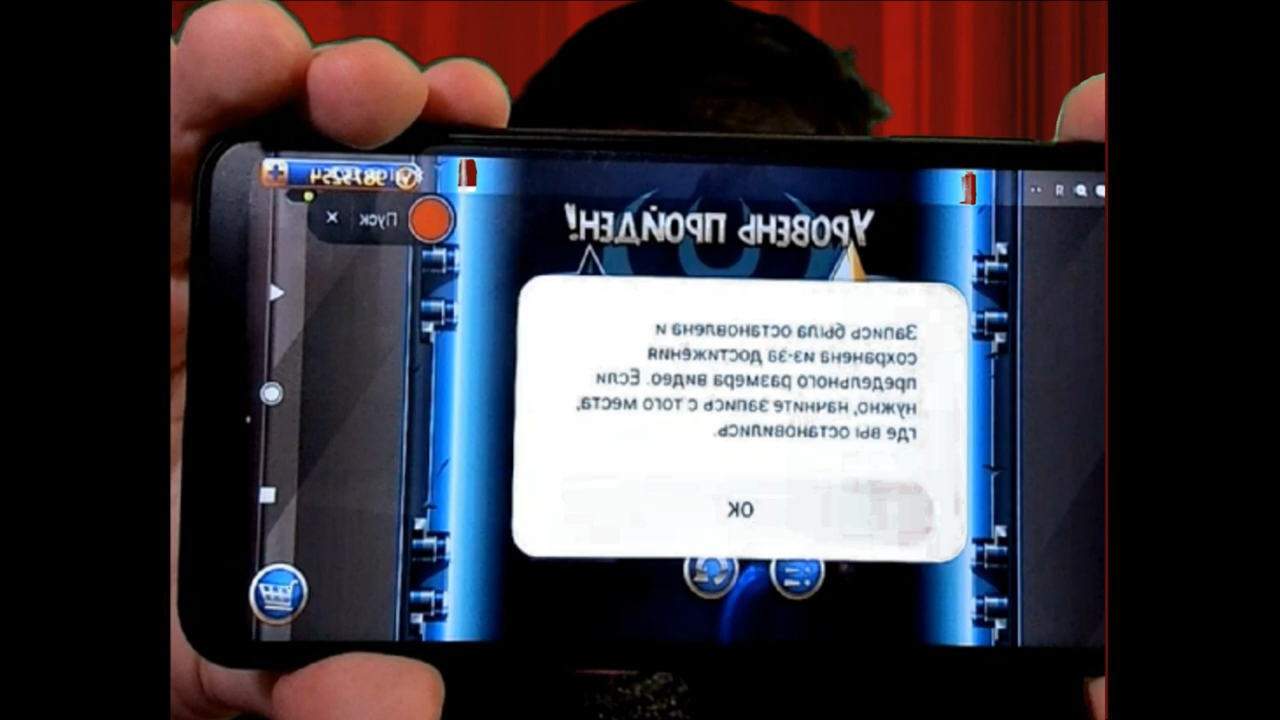 Пуск
Уровень пройден!
Запись была остановлена и
сохранена из-за достижения
предельного размера видео. Если
нужно, начните запись с того места,
где вы остановились.
ОК